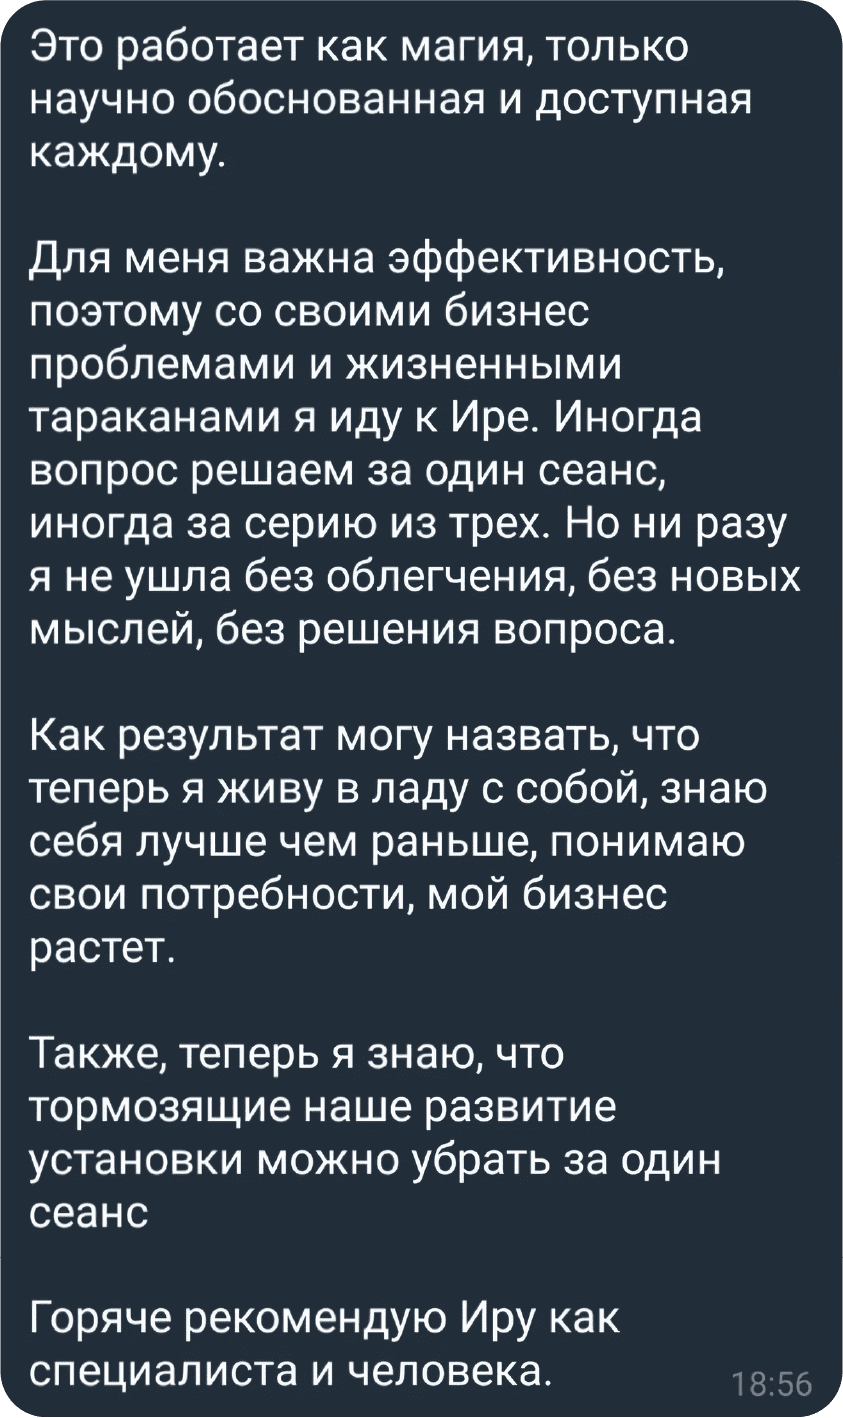 Это работает как магия, только
научно обоснованная и доступная
каждому.
Для меня важна эффективность,
поэтому со своими бизнес
проблемами и жизненными
тараканами я иду к Ире. Иногда
вопрос решаем за один сеанс,
иногда за серию из трех. Но ни разу
я не ушла без облегчения, без новых
мыслей, без решения вопроса.
Как результат могу назвать, что
теперь я живу в ладу с собой, знаю
себя лучше чем раньше, понимаю
свои потребности, мой бизнес
растет.
Также, теперь я знаю, что
тормозящие наше развитие
установки можно убрать за один
сеанс
Горяче рекомендую Иру как
специалиста и человека.
18:56